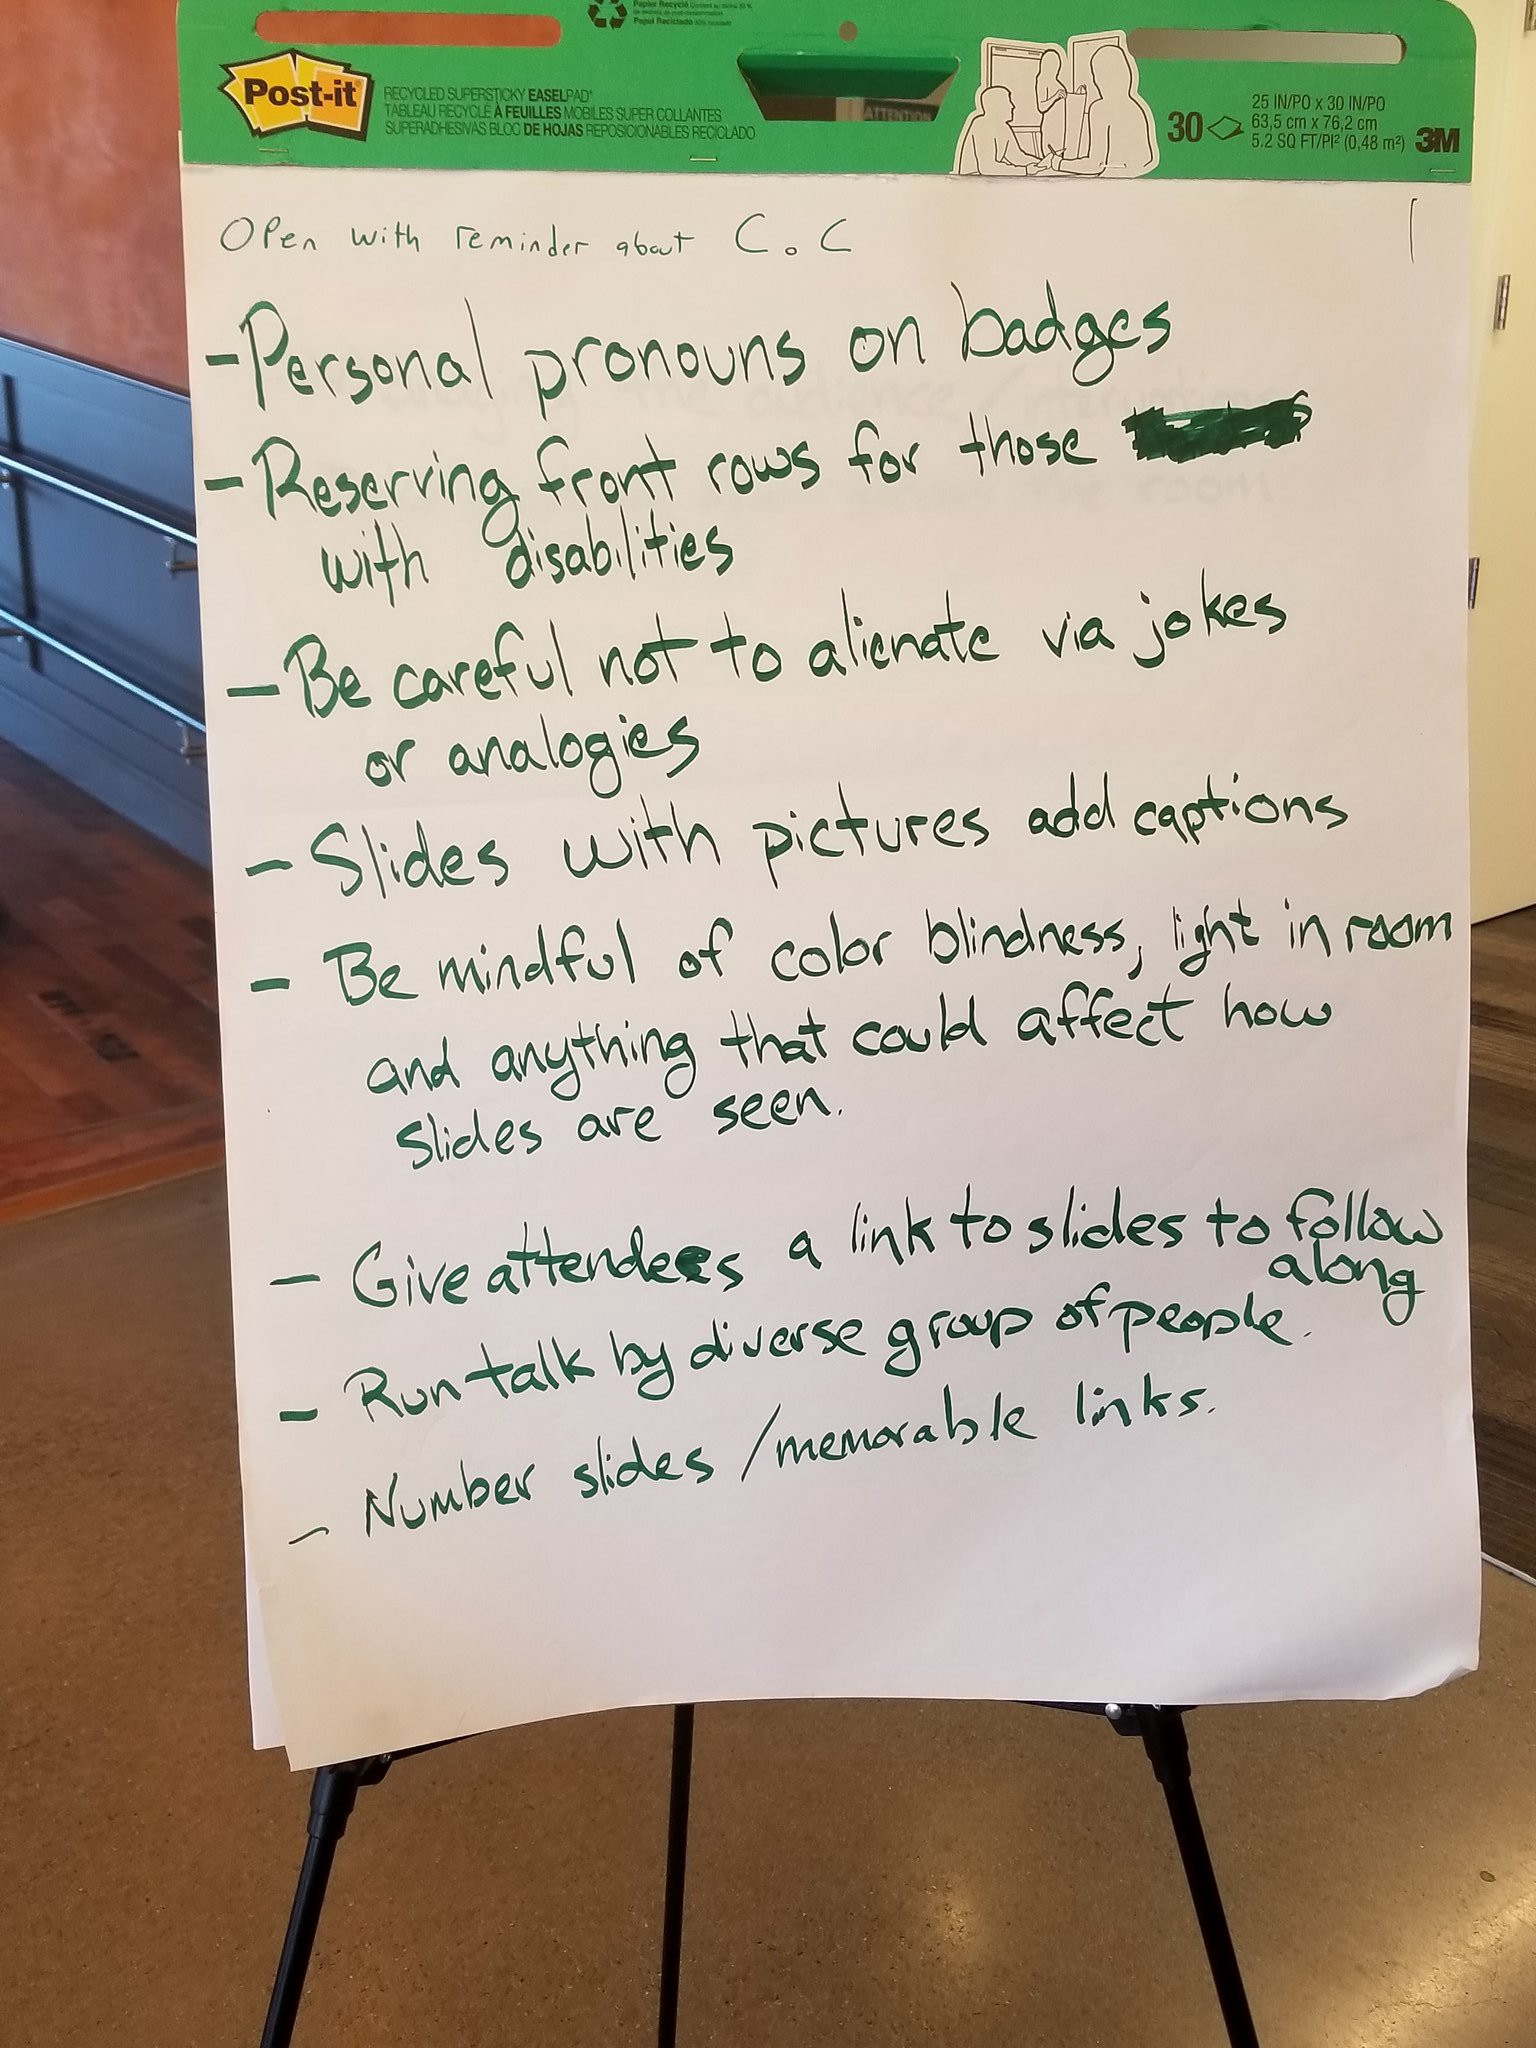 Papier Recyclé
Papel Reciclado
Post-it
RECYCLED SUPERSTICKY EASELPAD
TABLEAU RECYCLÉ À FEUILLES MOBILES SUPER COLLANTES
SUPERADHESIVAS BLOC DE HOJAS REPOSICIONABLES RECICLADO
ATTENTION
30
25 IN/PO x 30 IN/PO
63,5 cm x 76,2 cm
5.2 SQ FT/PI² (0,48 m²)
3M
Open with reminder about C.C
1
- Personal pronouns on badges
- Reserving front rows for those
with disabilities
- Be careful not to alienate via jokes
or analogies
- Slides with pictures add captions
- Be mindful of color blindness, light in room
and anything that could affect how
slides are seen.
- Give attendees a link to slides to follow
along
- Run talk by diverse group of people.
- Number slides / memorable links.